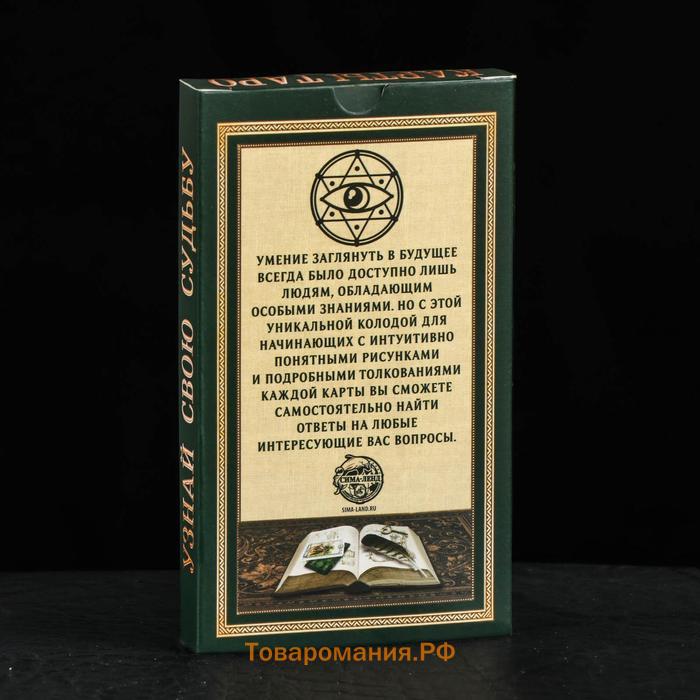 КАРТЫ ТАРО
УЗНАЙ СВОЮ СУДЬБУ
УМЕНИЕ ЗАГЛЯНУТЬ В БУДУЩЕЕ
ВСЕГДА БЫЛО ДОСТУПНО ЛИШЬ
ЛЮДЯМ, ОБЛАДАЮЩИМ
ОСОБЫМИ ЗНАНИЯМИ. НО С ЭТОЙ
УНИКАЛЬНОЙ КОЛОДОЙ ДЛЯ
НАЧИНАЮЩИХ С ИНТУИТИВНО
ПОНЯТНЫМИ РИСУНКАМИ
И ПОДРОБНЫМИ ТОЛКОВАНИЯМИ
КАЖДОЙ КАРТЫ ВЫ СМОЖЕТЕ
САМОСТОЯТЕЛЬНО НАЙТИ
ОТВЕТЫ НА ЛЮБЫЕ
ИНТЕРЕСУЮЩИЕ ВАС ВОПРОСЫ.
СИМА-ЛЕНД
SIMA-LAND.RU
Товаромания.РФ